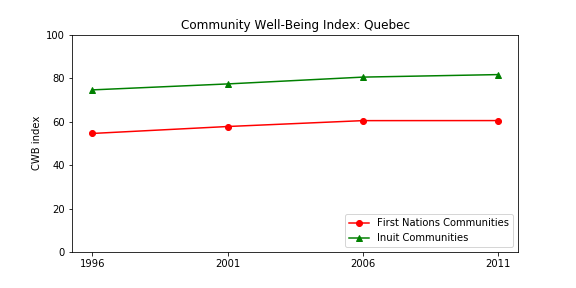 Community Well-Being Index: Quebec
100
80
60
40
20
0
CWB index
1996 2001 2006 2011
First Nations Communities
Inuit Communities